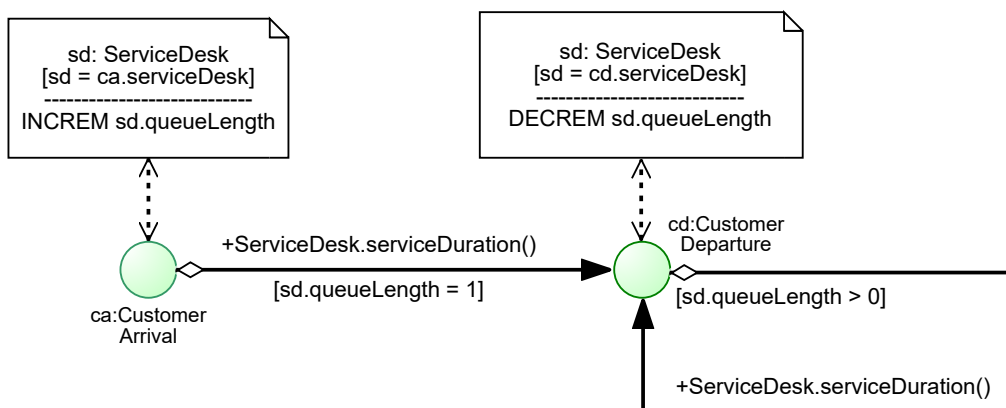 sd: ServiceDesk
[sd = ca.serviceDesk]
---------------------------
INCREM sd.queueLength
sd: ServiceDesk
[sd = cd.serviceDesk]
---------------------------
DECREM sd.queueLength
+ServiceDesk.serviceDuration()
[sd.queueLength = 1]
ca:Customer
Arrival
cd:Customer
Departure
[sd.queueLength > 0]
+ServiceDesk.serviceDuration()